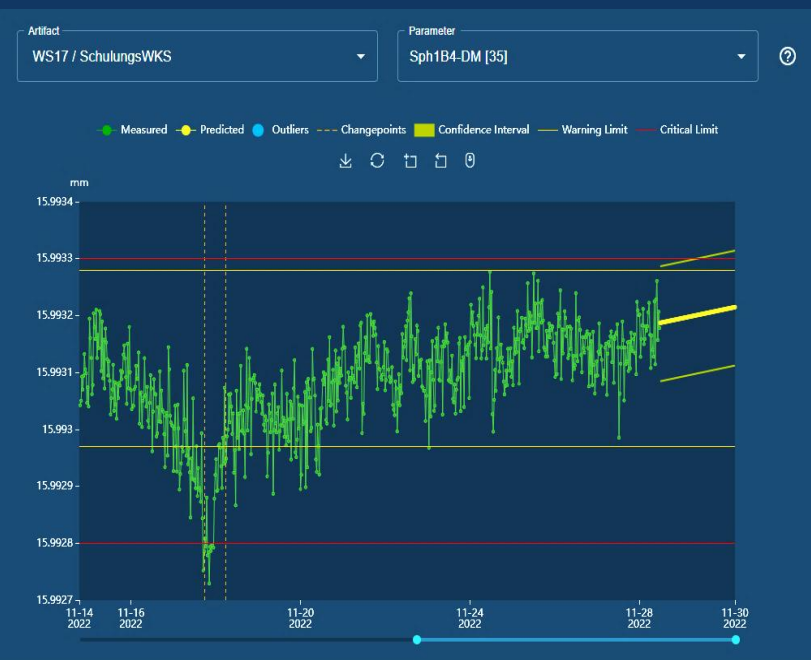 Artifact
Parameter
WS17 / SchulungsWKS
Sph1B4-DM [35]
Measured
Predicted
Outliers
Changepoints
Confidence Interval
Warning Limit
Critical Limit
mm
15.9934
15.9933
15.9932
15.9931
15.993
15.9929
15.9928
15.9927
11-14
2022
11-16
2022
11-20
2022
11-24
2022
11-28
2022
11-30
2022